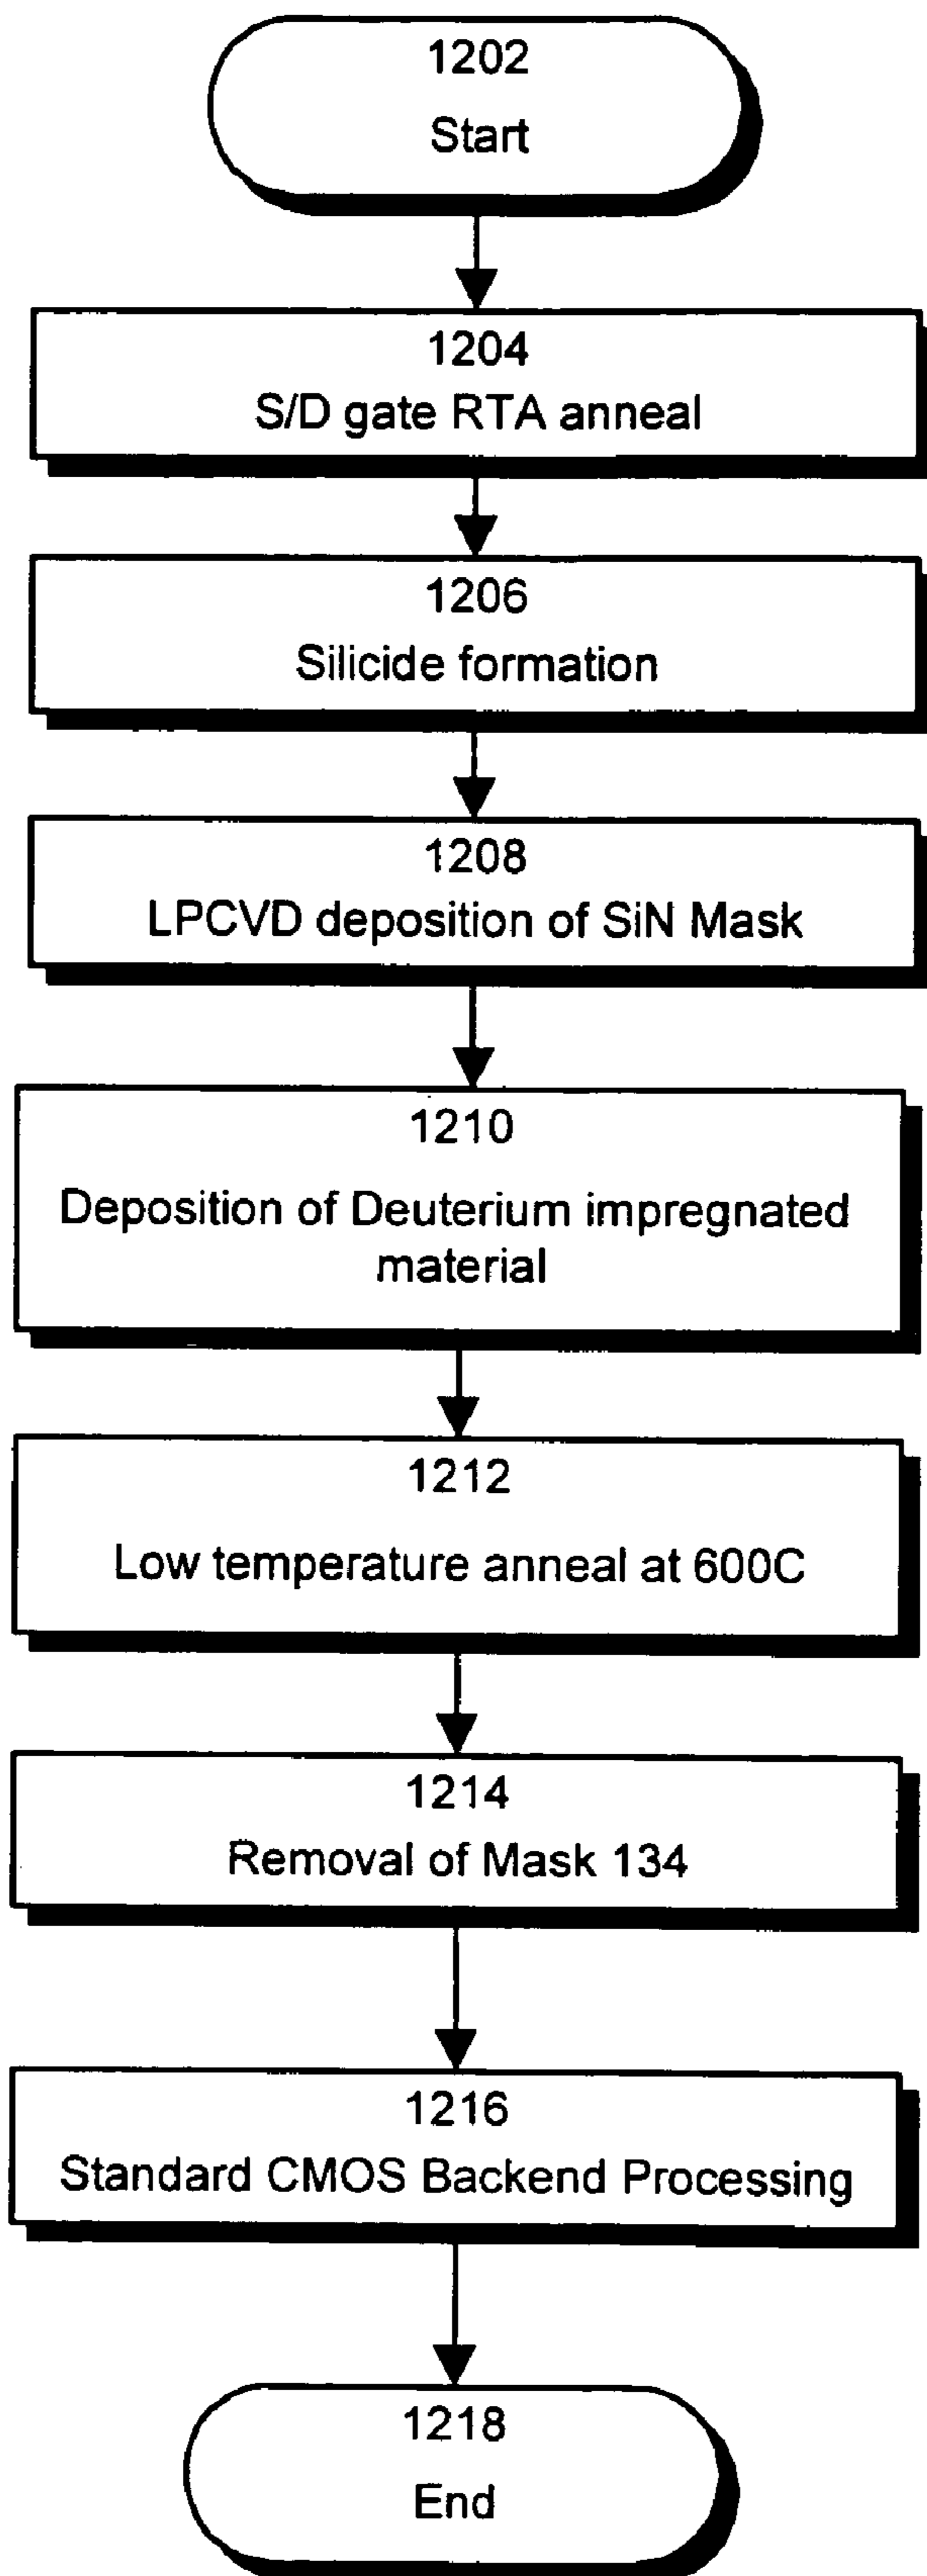 1202
Start
1204
S/D gate RTA anneal
1206
Silicide formation
1208
LPCVD deposition of SiN Mask
1210
Deposition of Deuterium impregnated
material
1212
Low temperature anneal at 600C
1214
Removal of Mask 134
1216
Standard CMOS Backend Processing
1218
End